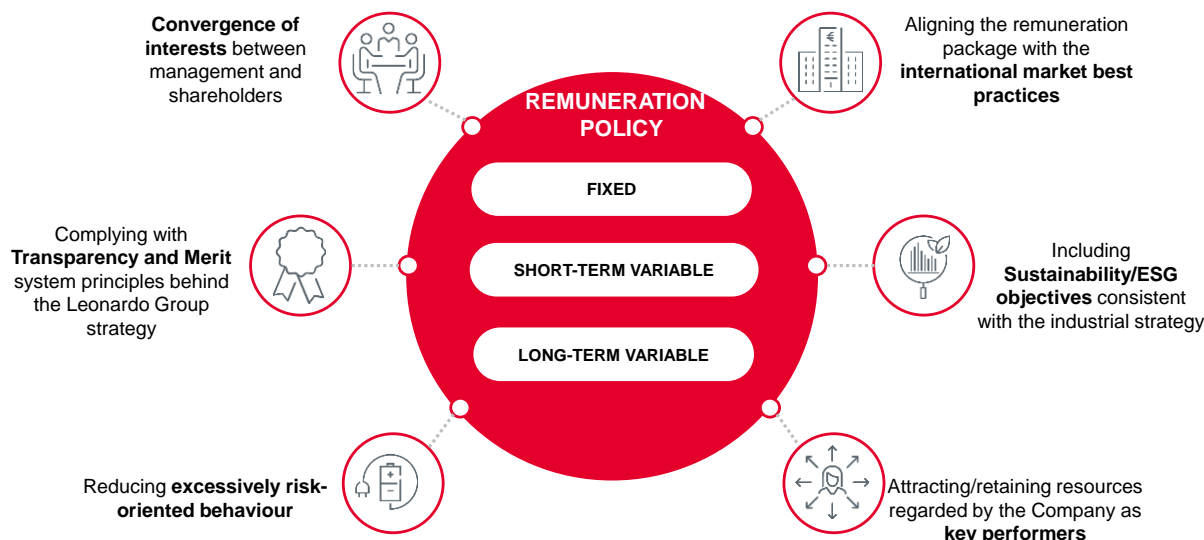 Convergence of
interests between
management and
shareholders
Aligning the remuneration
package with the
international market best
practices
REMUNERATION
POLICY
FIXED
SHORT-TERM VARIABLE
LONG-TERM VARIABLE
Complying with
Transparency and Merit
system principles behind
the Leonardo Group
strategy
Including
Sustainability/ESG
objectives consistent
with the industrial strategy
Reducing excessively risk-
oriented behaviour
Attracting/retaining resources
regarded by the Company as
key performers
€